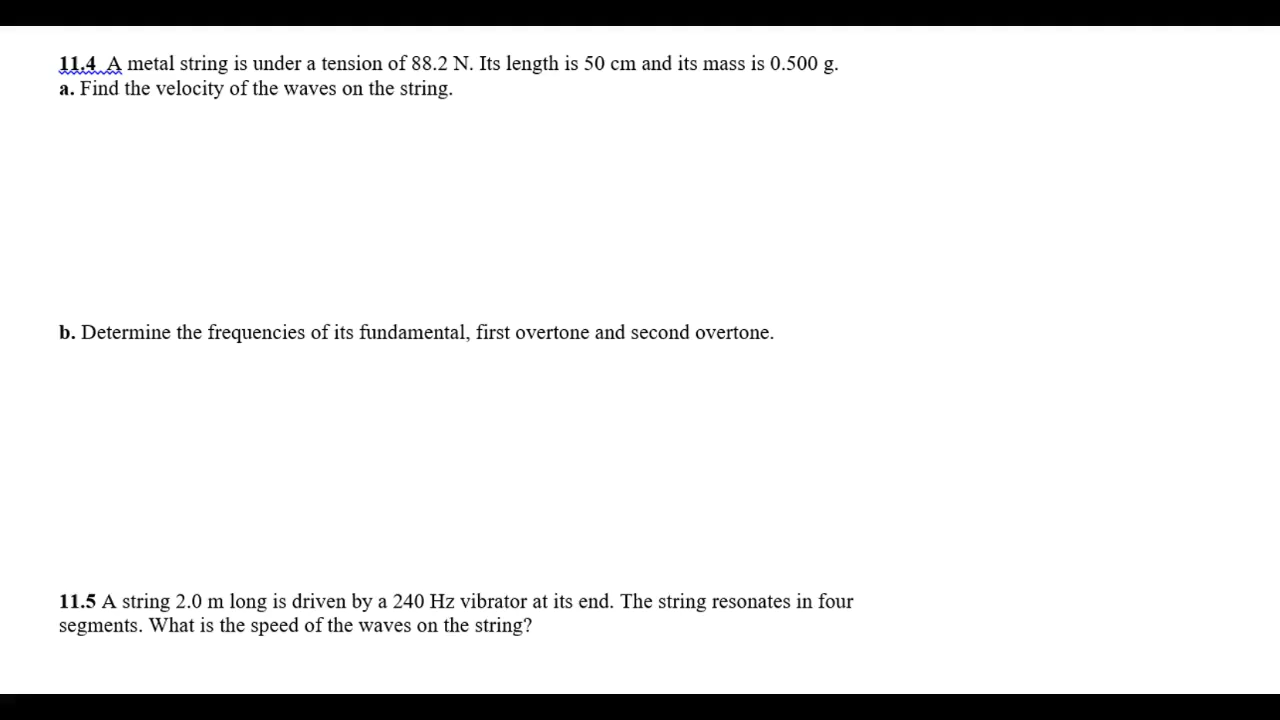 11.4 A metal string is under a tension of 88.2 N. Its length is 50 cm and its mass is 0.500 g.
a. Find the velocity of the waves on the string.
b. Determine the frequencies of its fundamental, first overtone and second overtone.
11.5 A string 2.0 m long is driven by a 240 Hz vibrator at its end. The string resonates in four
segments. What is the speed of the waves on the string?